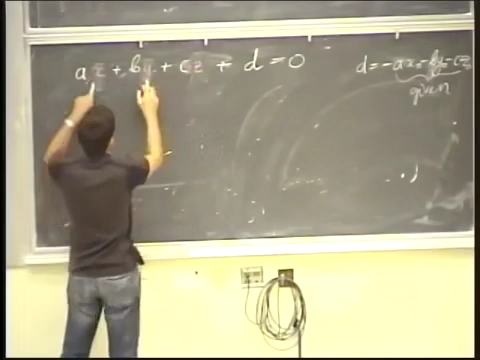 ax + by + cz + d = 0
d = -ax₀ - by₀ - cz₀
given